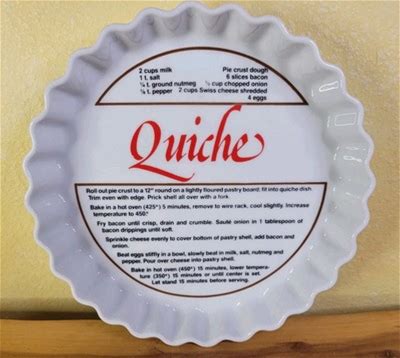 2 cups milk Pie crust dough
1 t. salt 6 slices bacon
¼ t. ground nutmeg ½ cup chopped onion
¼ t. pepper 2 cups Swiss cheese shredded
4 eggs
Quiche
Roll out pie crust to a 12" round on a lightly floured pastry board; fit into quiche dish.
Trim even with edge. Prick shell all over with a fork.
Bake in a hot oven (425°) 5 minutes, remove to wire rack, cool slightly. Increase
temperature to 450°
Fry bacon until crisp, drain and crumble. Sauté onion in 1 tablespoon of
bacon drippings until soft.
Sprinkle cheese evenly to cover bottom of pastry shell, add bacon and
onion.
Beat eggs stiffly in a bowl, slowly beat in milk, salt, nutmeg and
pepper. Pour over cheese into pastry shell.
Bake in hot oven (450°) 15 minutes, lower tempera-
ture (350°) 15 minutes or until center is set.
Lat stand 15 minutes before serving.